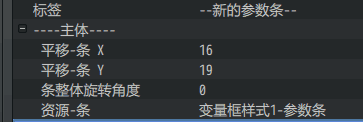 标签 --新的参数条--
----主体----
平移-条 X 16
平移-条 Y 19
条整体旋转角度 0
资源-条 变量框样式1-参数条